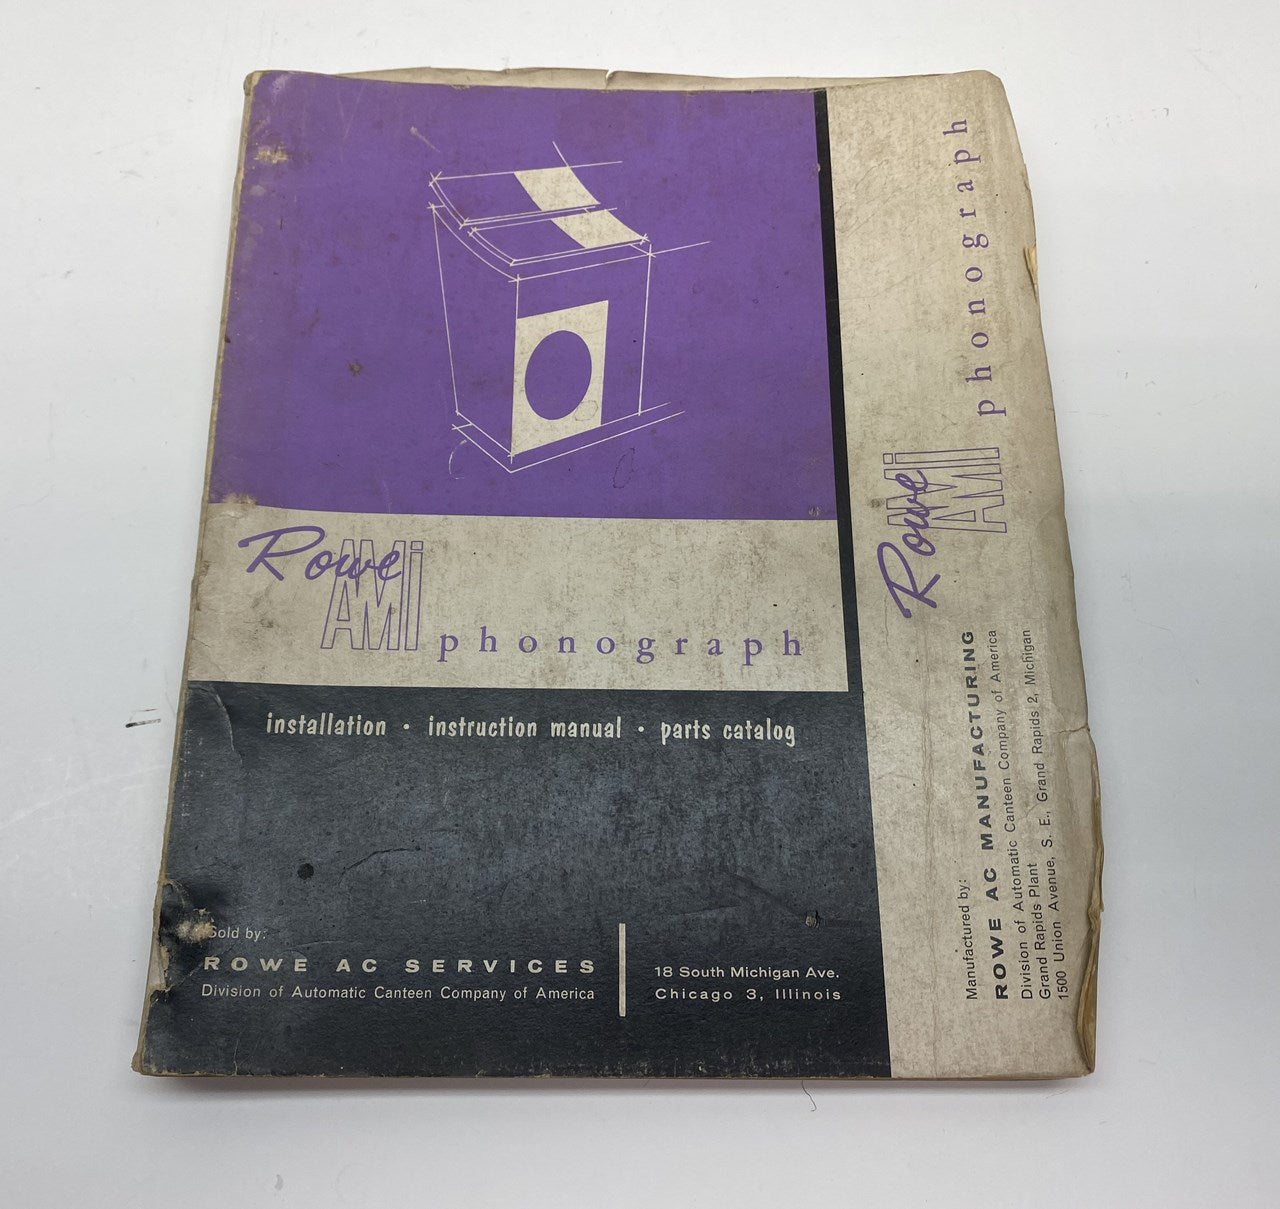 Rowe
AMi phonograph
installation • instruction manual • parts catalog
Sold by:
ROWE AC SERVICES
Division of Automatic Canteen Company of America
18 South Michigan Ave.
Chicago 3, Illinois
Rowe
AMi phonograph
Manufactured by:
ROWE AC MANUFACTURING
Division of Automatic Canteen Company of America
Grand Rapids Plant
1500 Union Avenue, S. E., Grand Rapids 2, Michigan